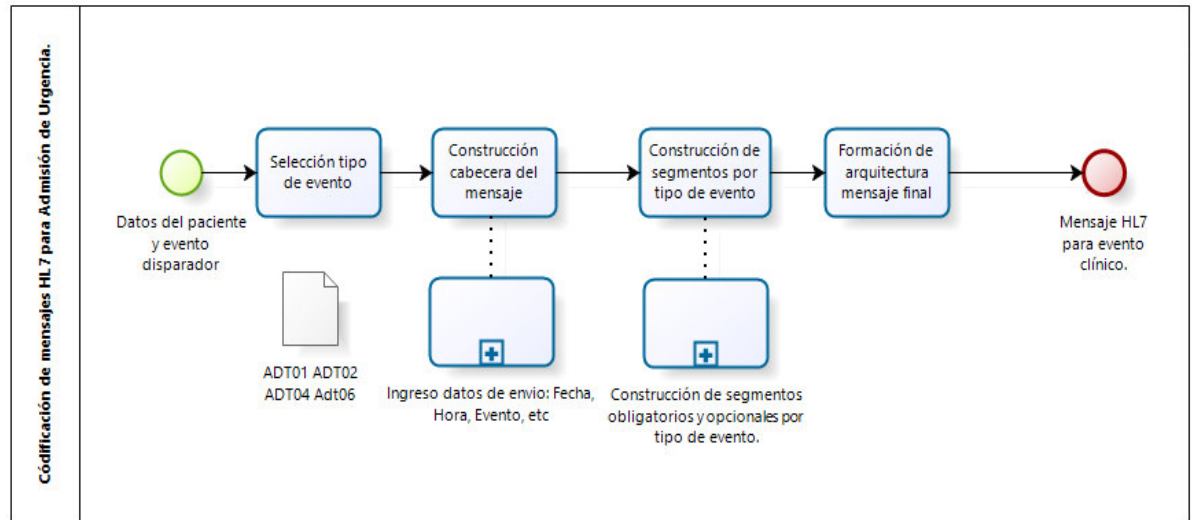 Códificación de mensajes HL7 para Admisión de Urgencia.
Datos del paciente
y evento
disparador
Selección tipo
de evento
ADT01 ADT02
ADT04 Adt06
Construcción
cabecera del
mensaje
Ingreso datos de envio: Fecha,
Hora, Evento, etc
Construcción de
segmentos por
tipo de evento
Construcción de segmentos
obligatorios y opcionales por
tipo de evento.
Formación de
arquitectura
mensaje final
Mensaje HL7
para evento
clínico.